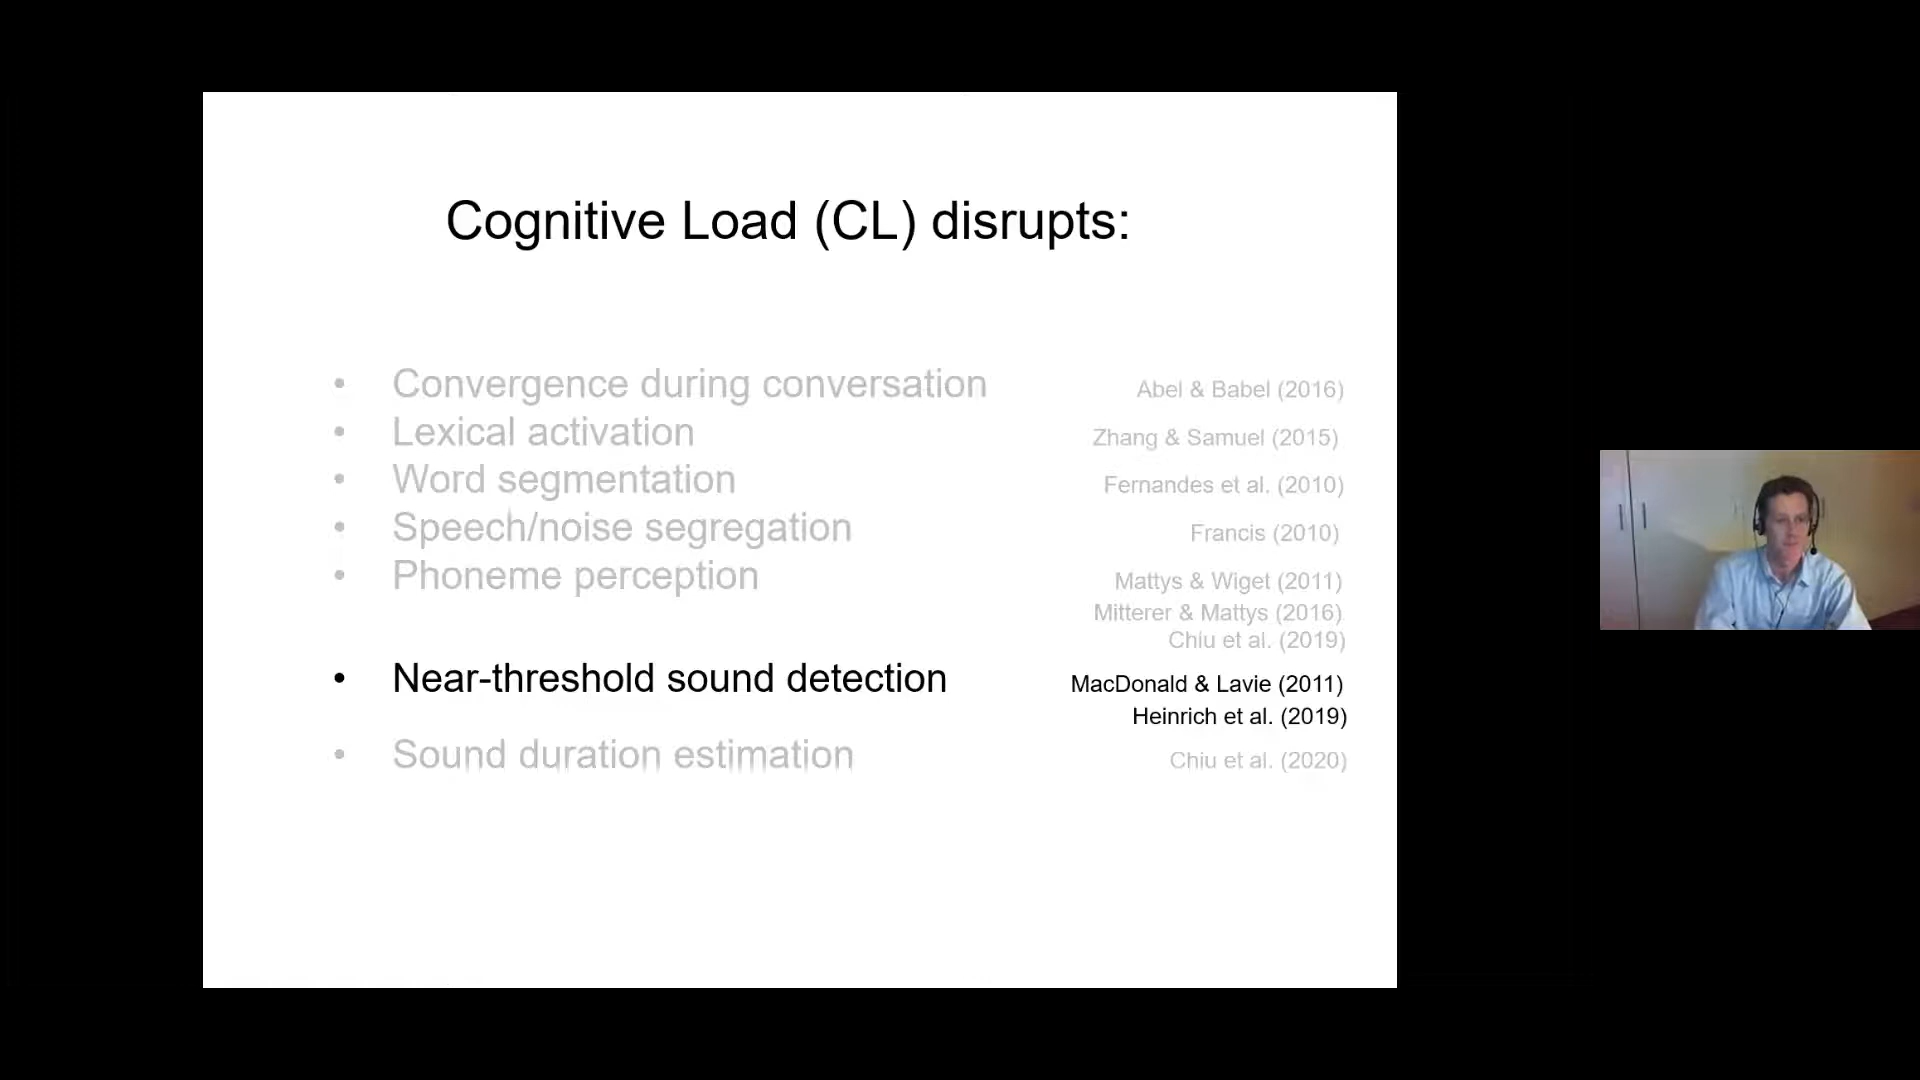 Cognitive Load (CL) disrupts:
• Convergence during conversation Abel & Babel (2016)
• Lexical activation Zhang & Samuel (2015)
• Word segmentation Fernandes et al. (2010)
• Speech/noise segregation Francis (2010)
• Phoneme perception Mattys & Wiget (2011)
Mitterer & Mattys (2016)
Chiu et al. (2019)
• Near-threshold sound detection MacDonald & Lavie (2011)
Heinrich et al. (2019)
• Sound duration estimation Chiu et al. (2020)